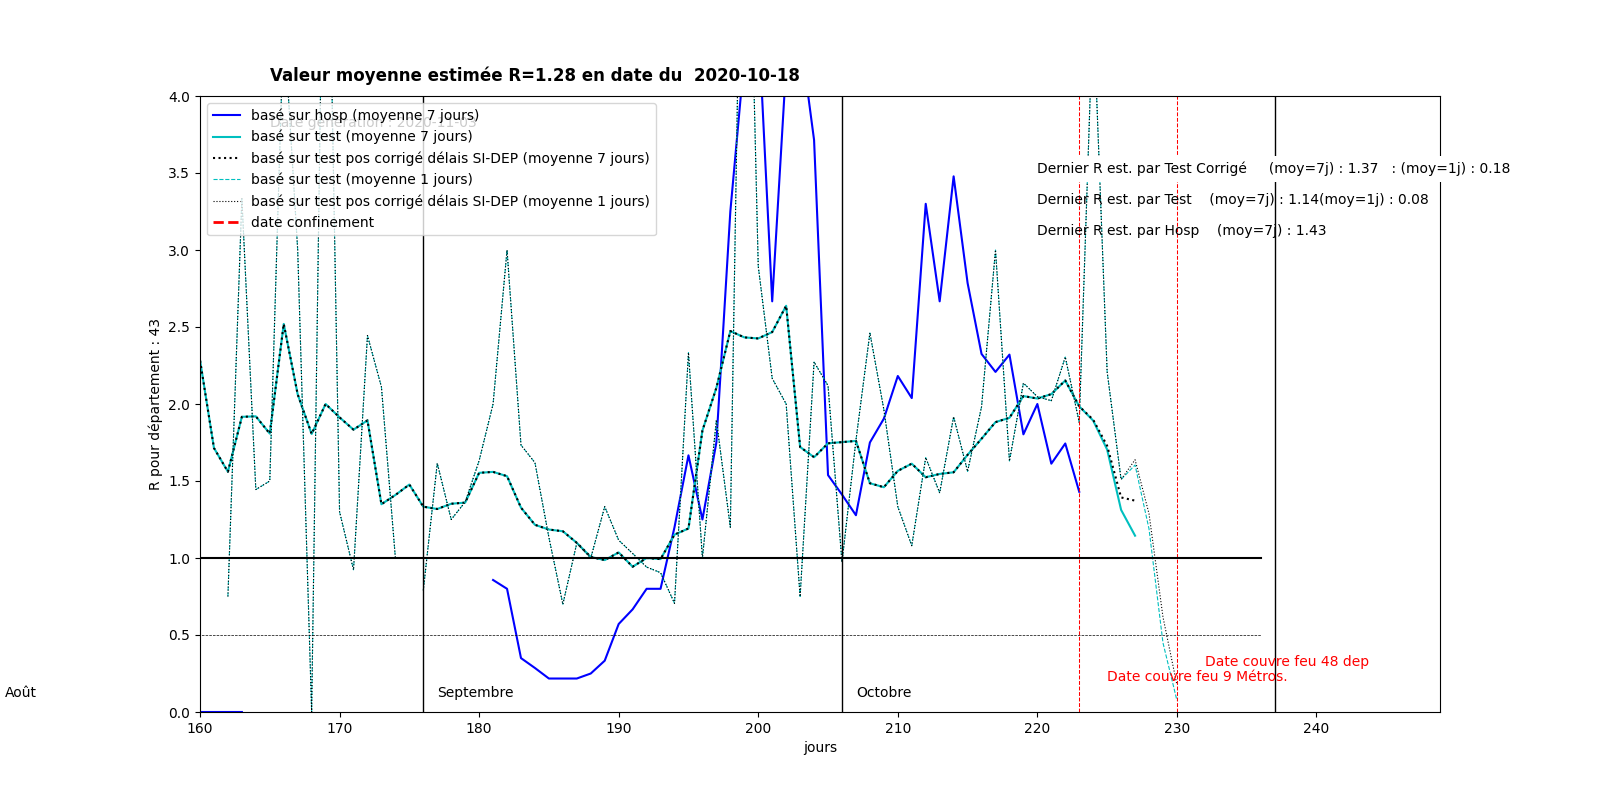 Valeur moyenne estimée R=1.28 en date du  2020-10-18
Date génération : 2020-11-03
basé sur hosp (moyenne 7 jours)
basé sur test (moyenne 7 jours)
basé sur test pos corrigé délais SI-DEP (moyenne 7 jours)
basé sur test (moyenne 1 jours)
basé sur test pos corrigé délais SI-DEP (moyenne 1 jours)
date confinement
Dernier R est. par Test Corrigé     (moy=7j) : 1.37   : (moy=1j) : 0.18
Dernier R est. par Test    (moy=7j) : 1.14(moy=1j) : 0.08
Dernier R est. par Hosp    (moy=7j) : 1.43
R pour département : 43
4.0
3.5
3.0
2.5
2.0
1.5
1.0
0.5
0.0
Date couvre feu 48 dep
Date couvre feu 9 Métros.
Août
Septembre
Octobre
160 170 180 190 200 210 220 230 240
jours